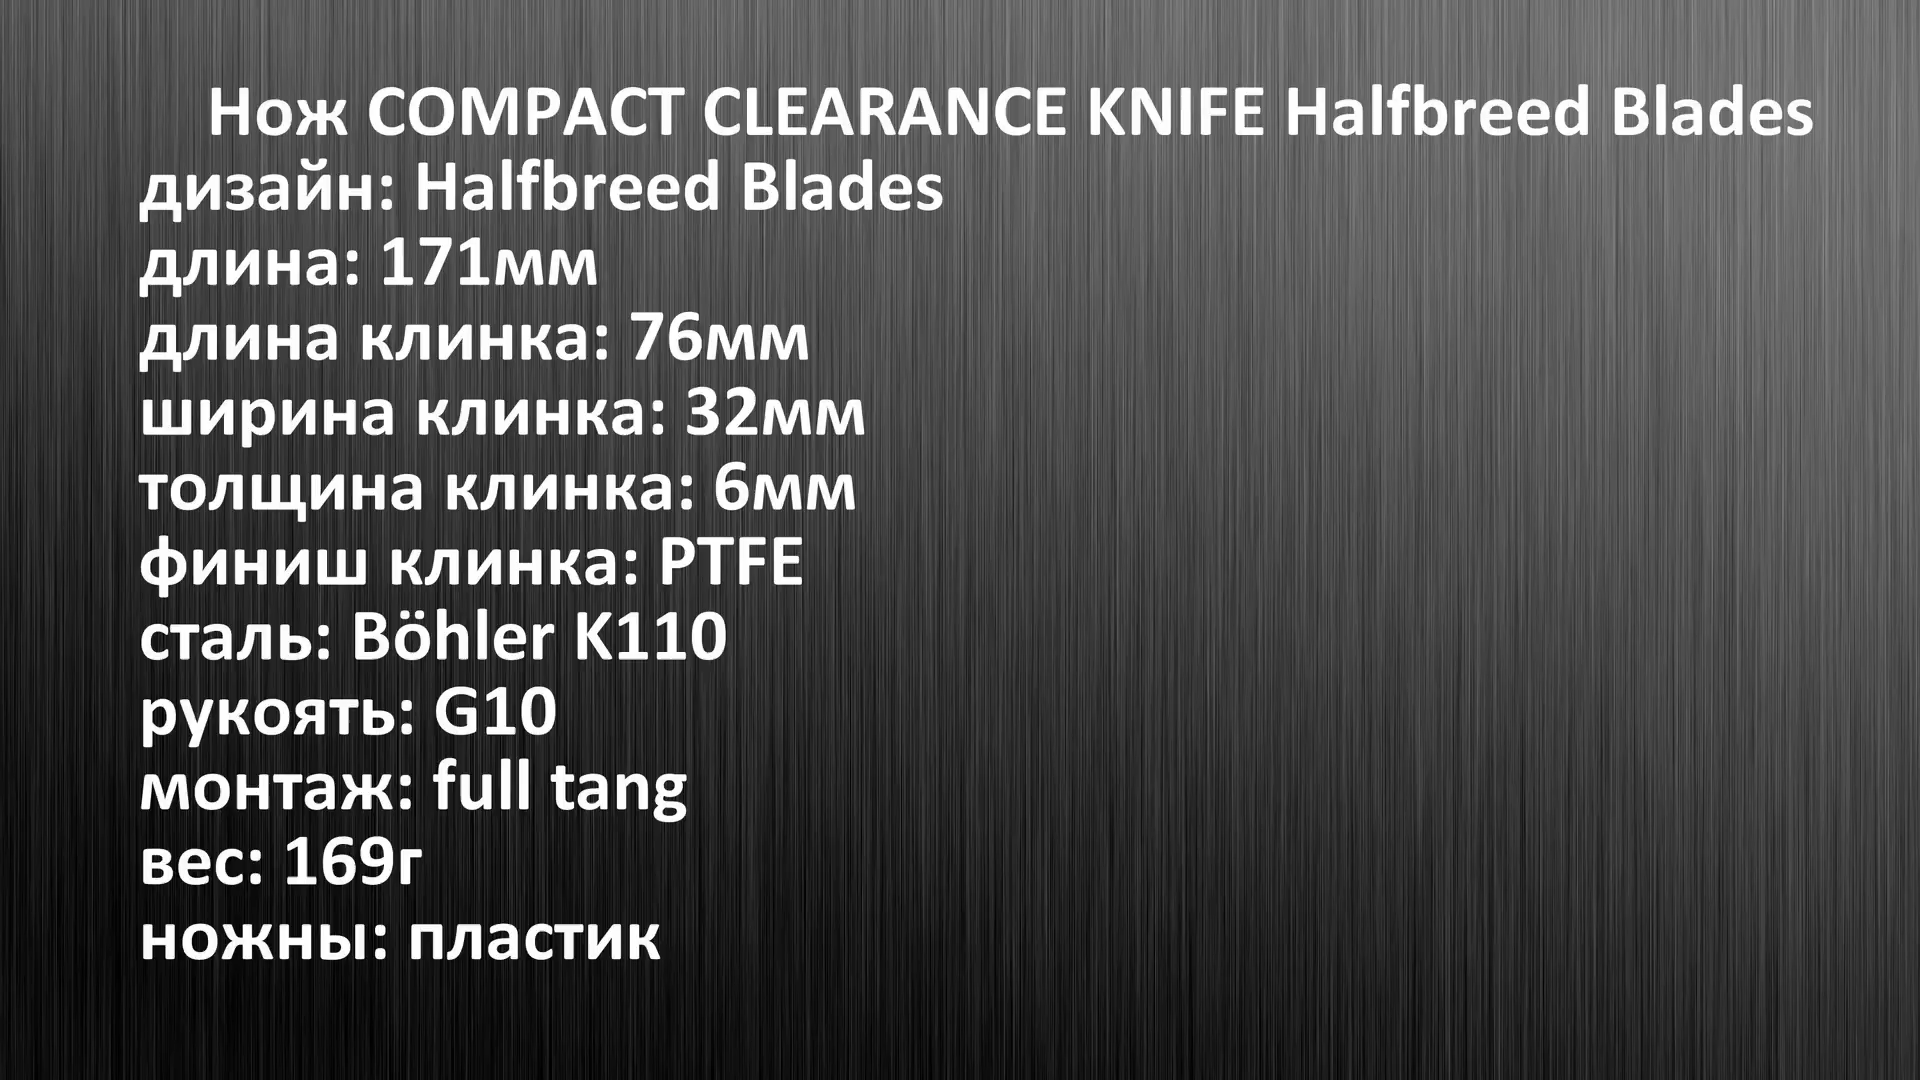 Нож COMPACT CLEARANCE KNIFE Halfbreed Blades
дизайн: Halfbreed Blades
длина: 171мм
длина клинка: 76мм
ширина клинка: 32мм
толщина клинка: 6мм
финиш клинка: PTFE
сталь: Böhler K110
рукоять: G10
монтаж: full tang
вес: 169г
ножны: пластик